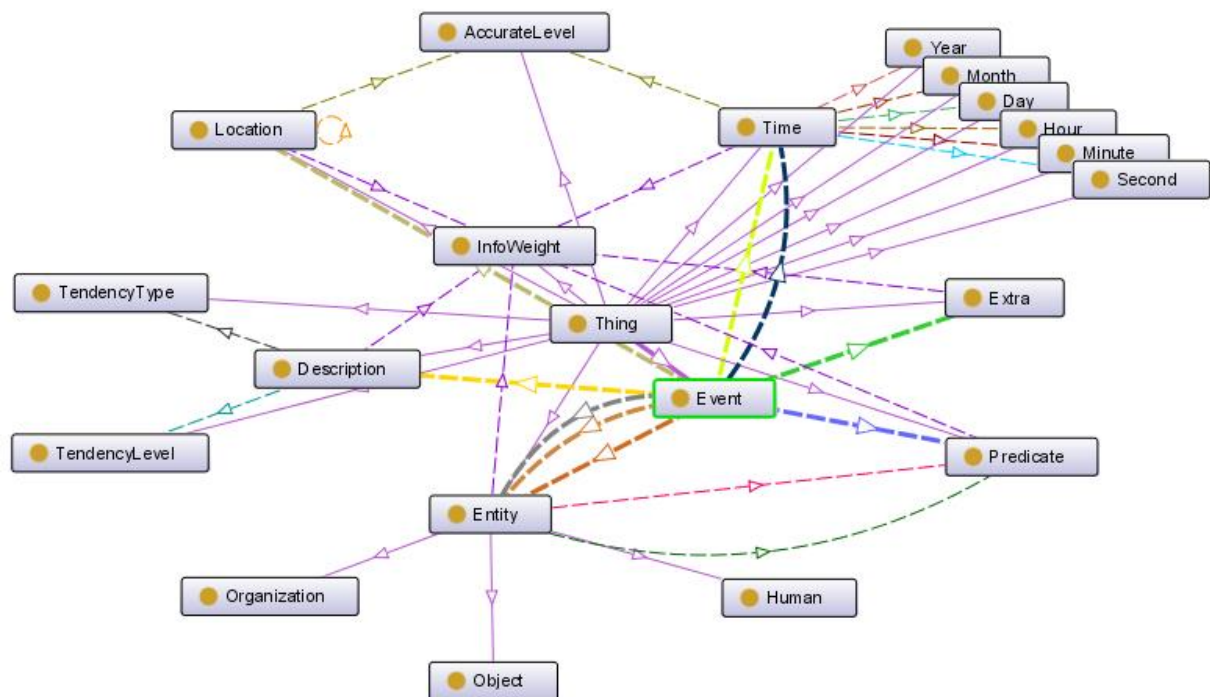 AccurateLevel
Year
Month
Day
Location
Time
Hour
Minute
Second
InfoWeight
TendencyType
Extra
Thing
Description
Event
TendencyLevel
Predicate
Entity
Organization
Human
Object